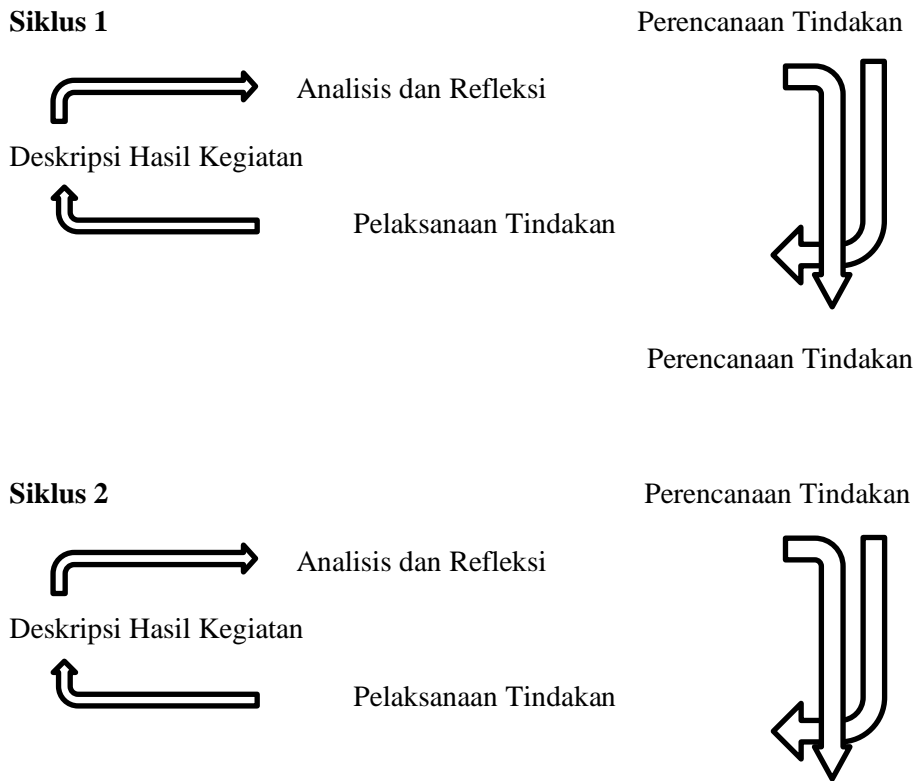 Siklus 1 Perencanaan Tindakan
Analisis dan Refleksi
Deskripsi Hasil Kegiatan
Pelaksanaan Tindakan
Perencanaan Tindakan
Siklus 2 Perencanaan Tindakan
Analisis dan Refleksi
Deskripsi Hasil Kegiatan
Pelaksanaan Tindakan